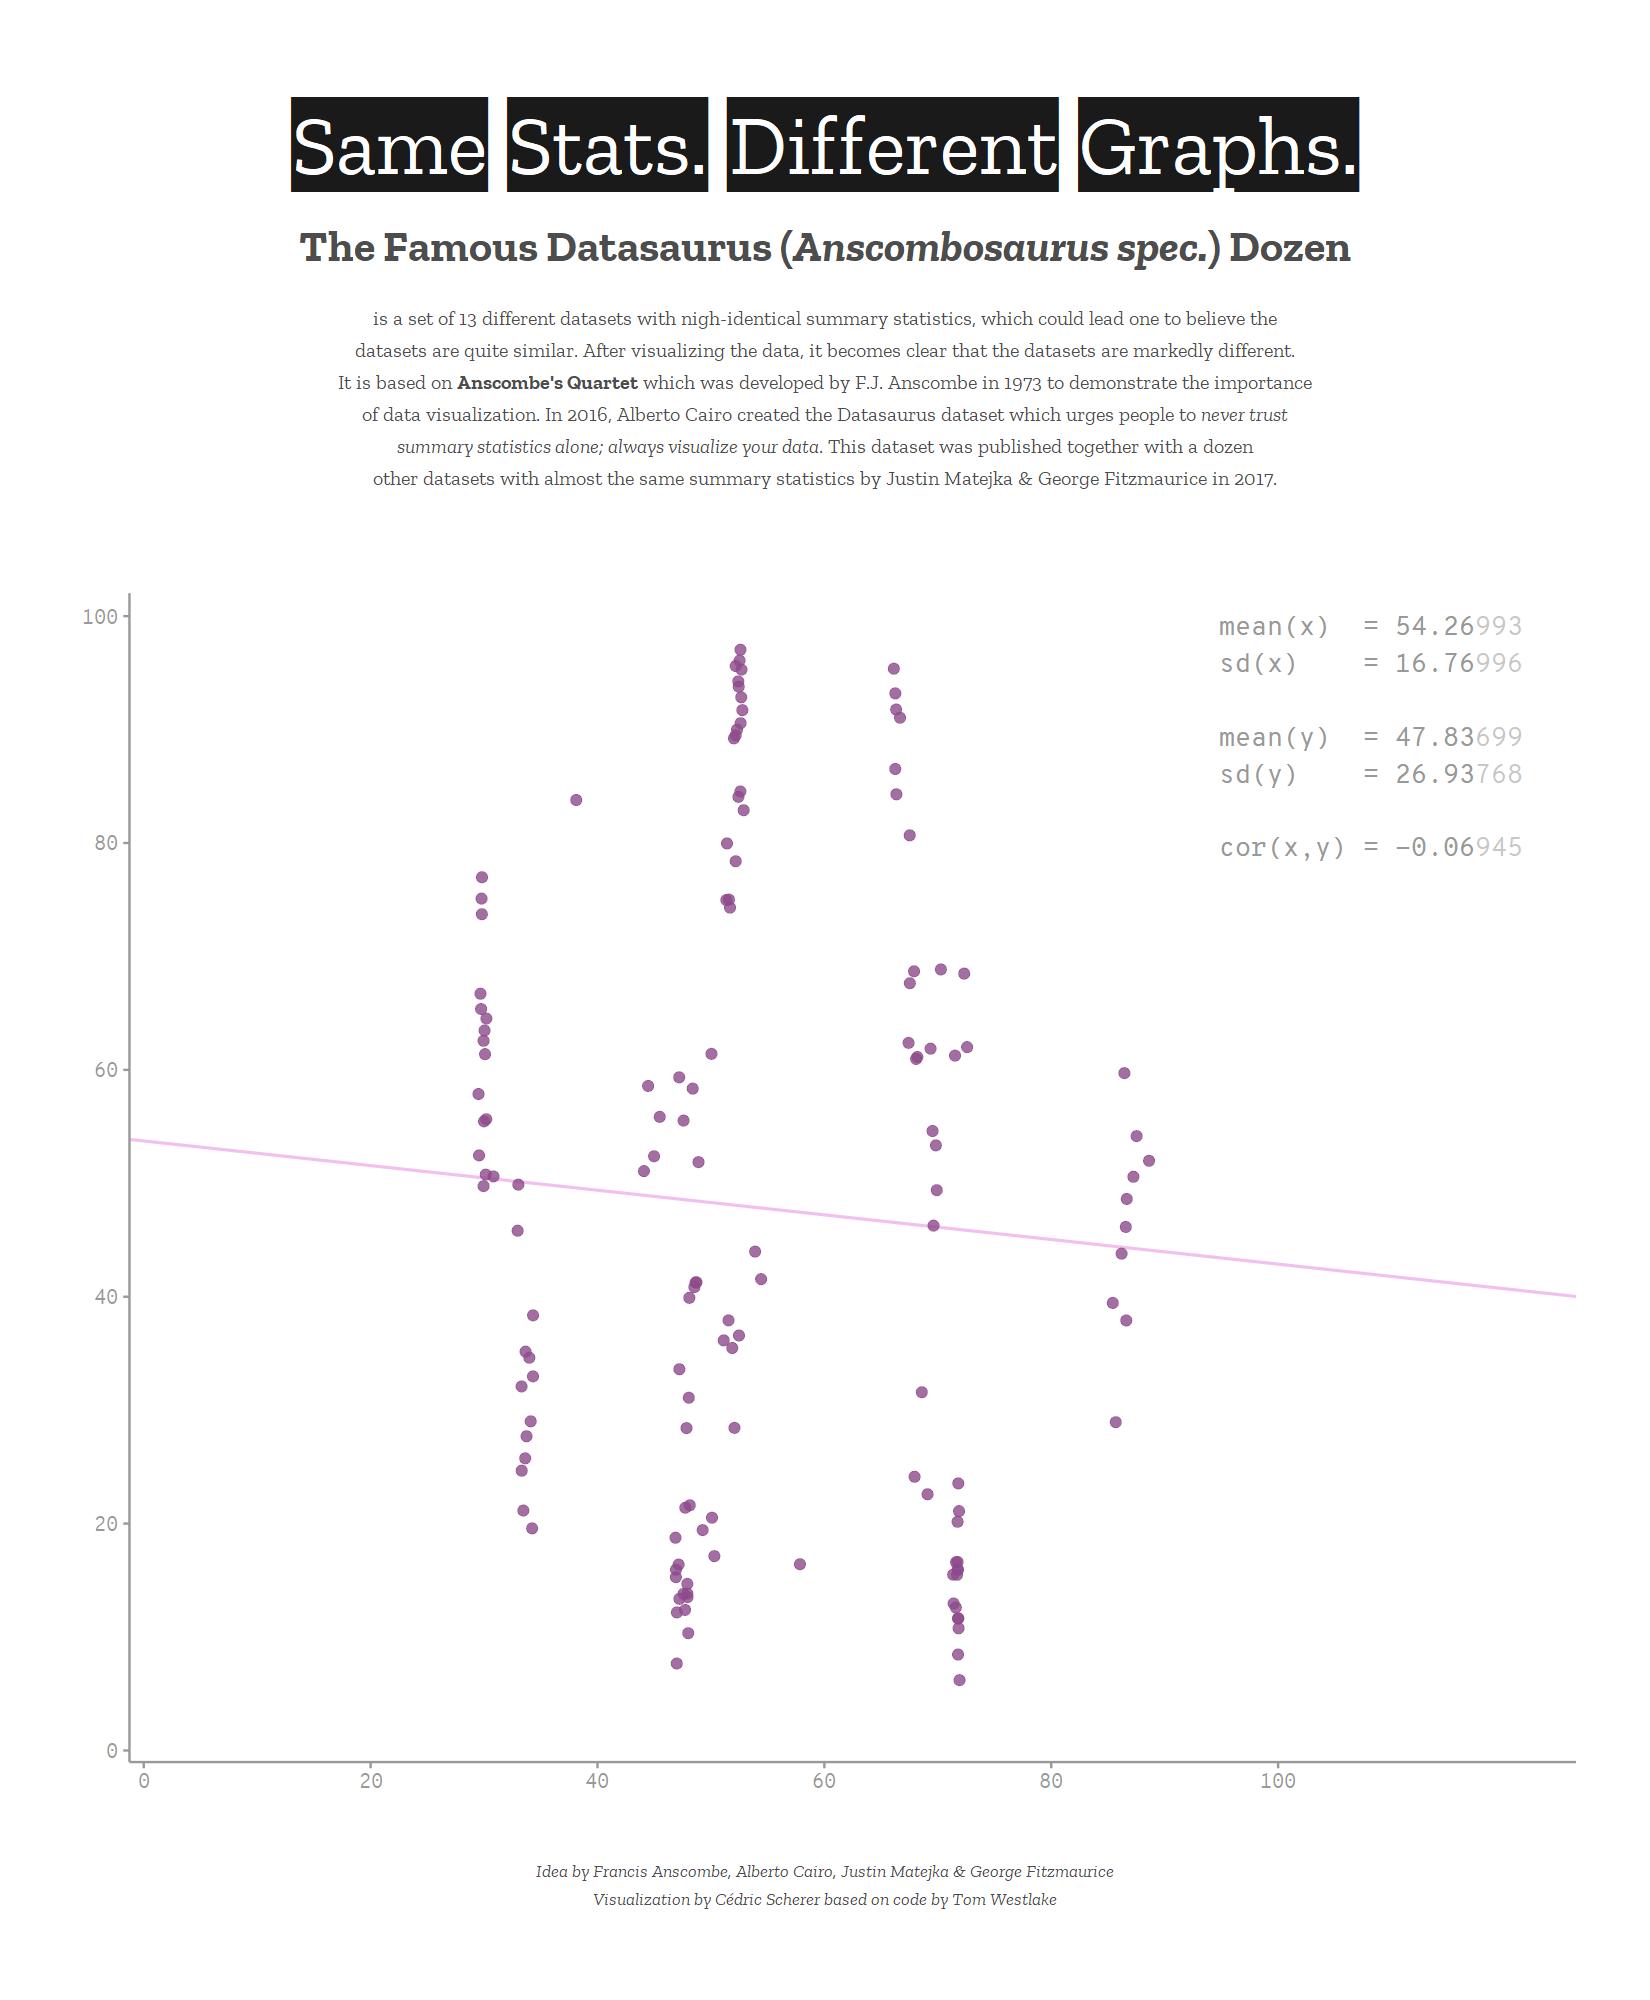 Same Stats. Different Graphs.
The Famous Datasaurus (Anscombosaurus spec.) Dozen
is a set of 13 different datasets with nigh-identical summary statistics, which could lead one to believe the
datasets are quite similar. After visualizing the data, it becomes clear that the datasets are markedly different.
It is based on Anscombe's Quartet which was developed by F.J. Anscombe in 1973 to demonstrate the importance
of data visualization. In 2016, Alberto Cairo created the Datasaurus dataset which urges people to never trust
summary statistics alone; always visualize your data. This dataset was published together with a dozen
other datasets with almost the same summary statistics by Justin Matejka & George Fitzmaurice in 2017.
mean(x) = 54.26993
sd(x) = 16.76996
mean(y) = 47.83699
sd(y) = 26.93768
cor(x,y) = −0.06945
100
80
60
40
20
0
0 20 40 60 80 100
Idea by Francis Anscombe, Alberto Cairo, Justin Matejka & George Fitzmaurice
Visualization by Cédric Scherer based on code by Tom Westlake